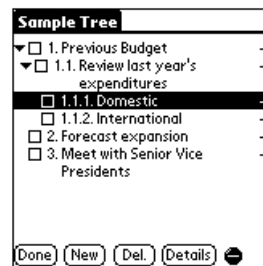 Sample Tree
1. Previous Budget
1.1. Review last year's
expenditures
1.1.1. Domestic
1.1.2. International
2. Forecast expansion
3. Meet with Senior Vice
Presidents
Done New Del. Details